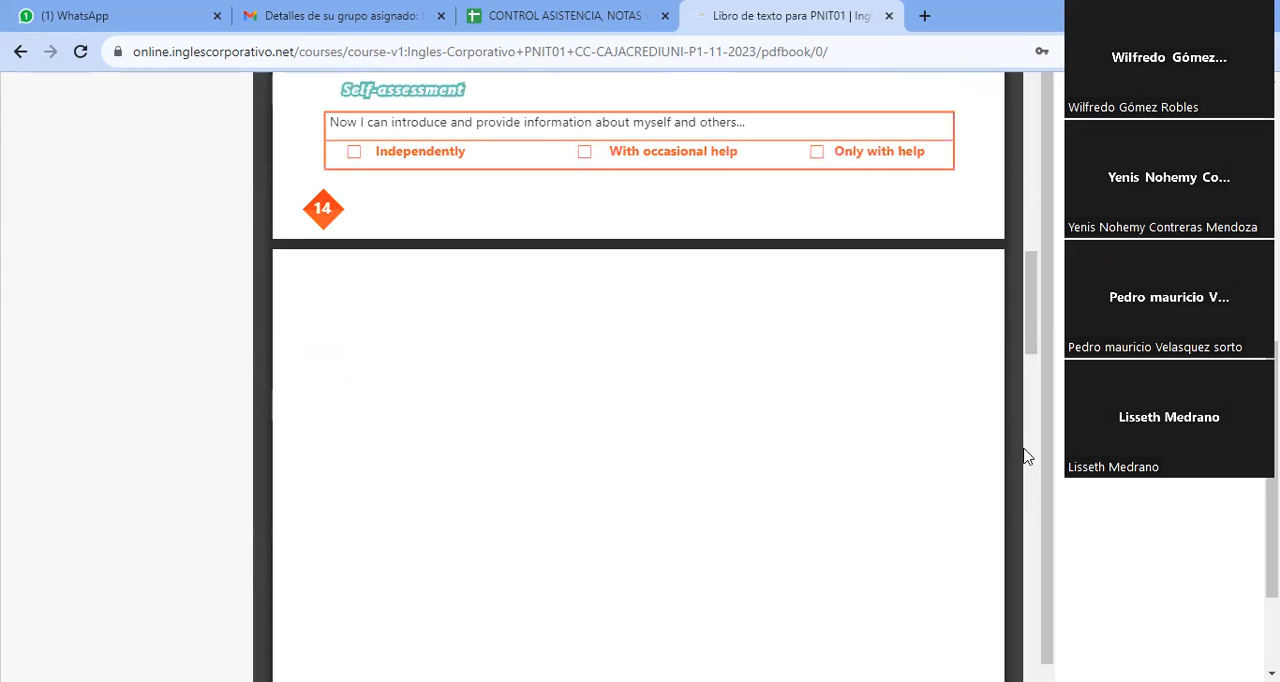 (1) WhatsApp
Detalles de su grupo asignado:
CONTROL ASISTENCIA, NOTAS
Libro de texto para PNIT01 | Ing
online.inglescorporativo.net/courses/course-v1:Ingles-Corporativo+PNIT01+CC-CAJACREDIUNI-P1-11-2023/pdfbook/0/
Self-assessment
Now I can introduce and provide information about myself and others...
Independently
With occasional help
Only with help
14
Wilfredo Gómez...
Wilfredo Gómez Robles
Yenis Nohemy Co...
Yenis Nohemy Contreras Mendoza
Pedro mauricio V...
Pedro mauricio Velasquez sorto
Lisseth Medrano
Lisseth Medrano